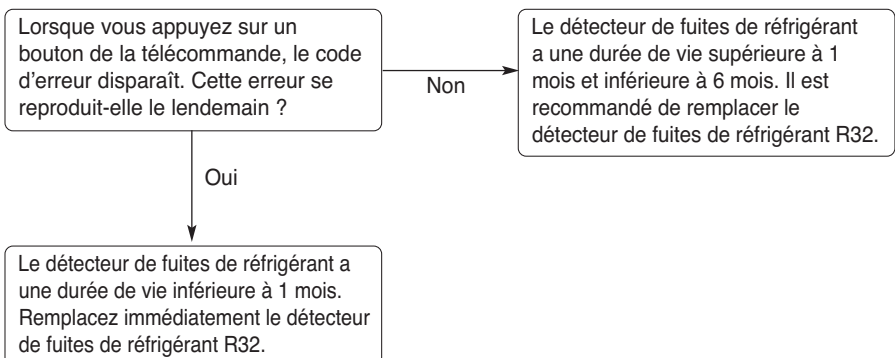 Lorsque vous appuyez sur un
bouton de la télécommande, le code
d’erreur disparaît. Cette erreur se
reproduit-elle le lendemain ?
Non
Le détecteur de fuites de réfrigérant
a une durée de vie supérieure à 1
mois et inférieure à 6 mois. Il est
recommandé de remplacer le
détecteur de fuites de réfrigérant R32.
Oui
Le détecteur de fuites de réfrigérant a
une durée de vie inférieure à 1 mois.
Remplacez immédiatement le détecteur
de fuites de réfrigérant R32.